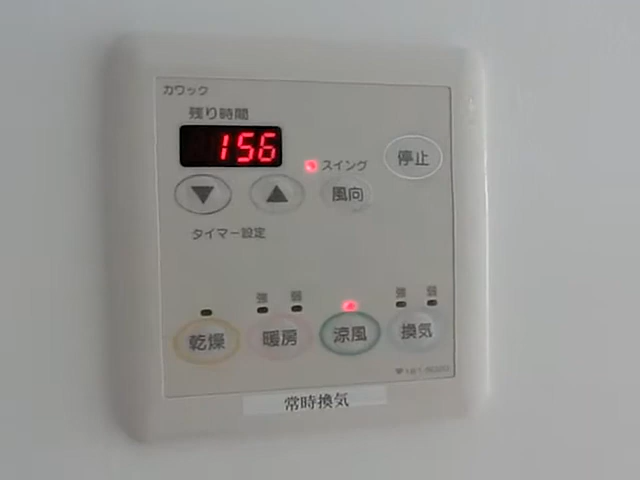 カワック
残り時間
156
スイング
停止
風向
タイマー設定
強 弱 強 弱
乾燥 暖房 涼風 換気
常時換気